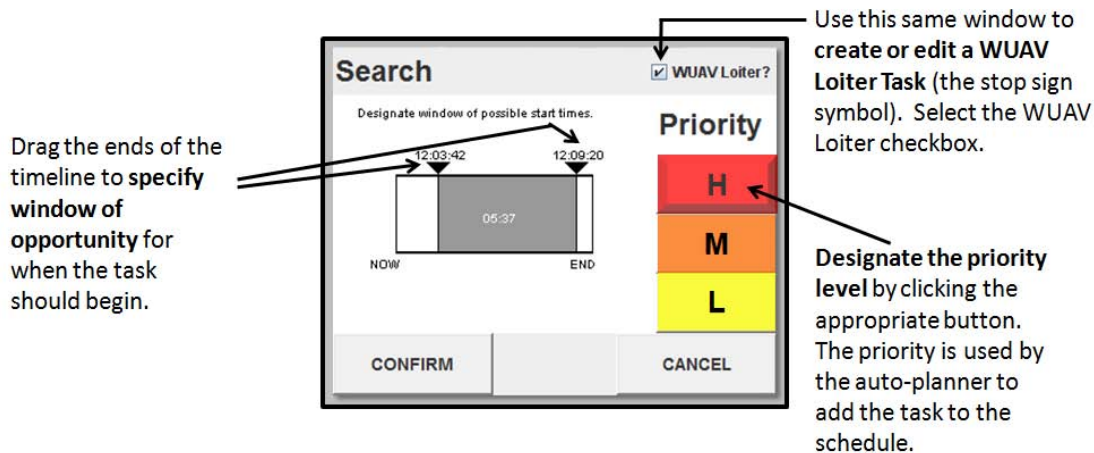 Use this same window to
create or edit a WUAV
Loiter Task (the stop sign
symbol). Select the WUAV
Loiter checkbox.
Search
WUAV Loiter?
Designate window of possible start times.
Priority
12:03:42
12:09:20
05:37
NOW
END
H
M
L
CONFIRM
CANCEL
Drag the ends of the
timeline to specify
window of
opportunity for
when the task
should begin.
Designate the priority
level by clicking the
appropriate button.
The priority is used by
the auto-planner to
add the task to the
schedule.